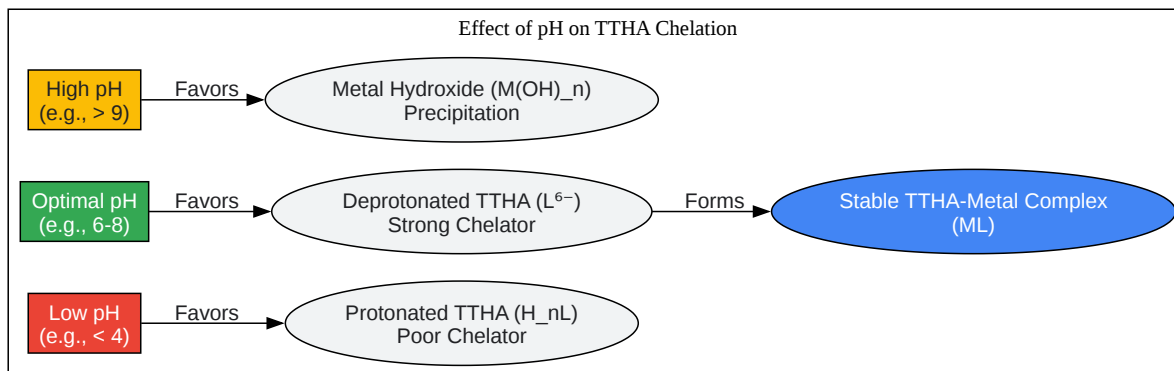 Effect of pH on TTHA Chelation
High pH
(e.g., > 9)
Favors
Metal Hydroxide (M(OH)_n)
Precipitation
Optimal pH
(e.g., 6-8)
Favors
Deprotonated TTHA (L⁶⁻)
Strong Chelator
Forms
Stable TTHA-Metal Complex
(ML)
Low pH
(e.g., < 4)
Favors
Protonated TTHA (H_nL)
Poor Chelator